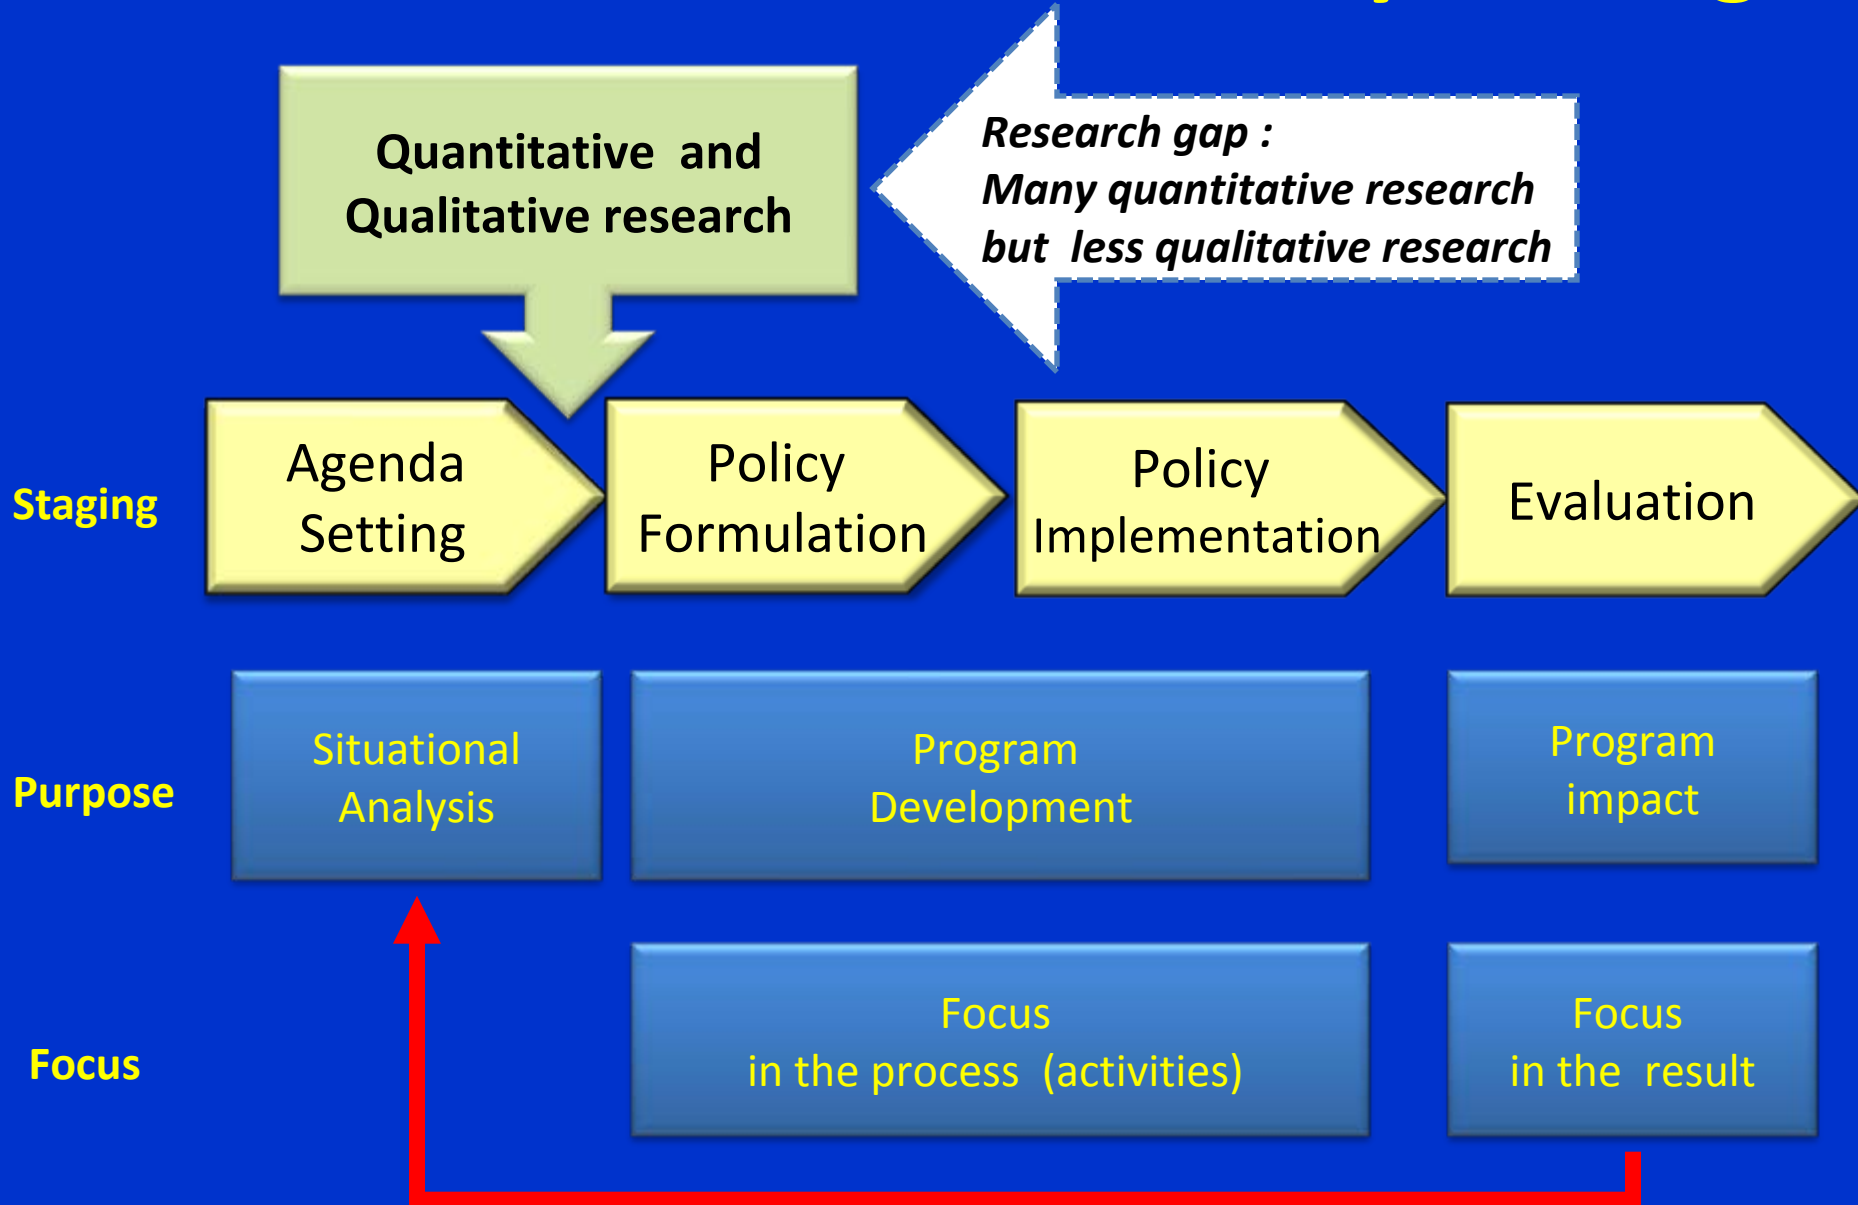 Quantitative and
Qualitative research
Research gap :
Many quantitative research
but less qualitative research
Staging
Agenda
Setting
Policy
Formulation
Policy
Implementation
Evaluation
Purpose
Situational
Analysis
Program
Development
Program
impact
Focus
Focus
in the process (activities)
Focus
in the result